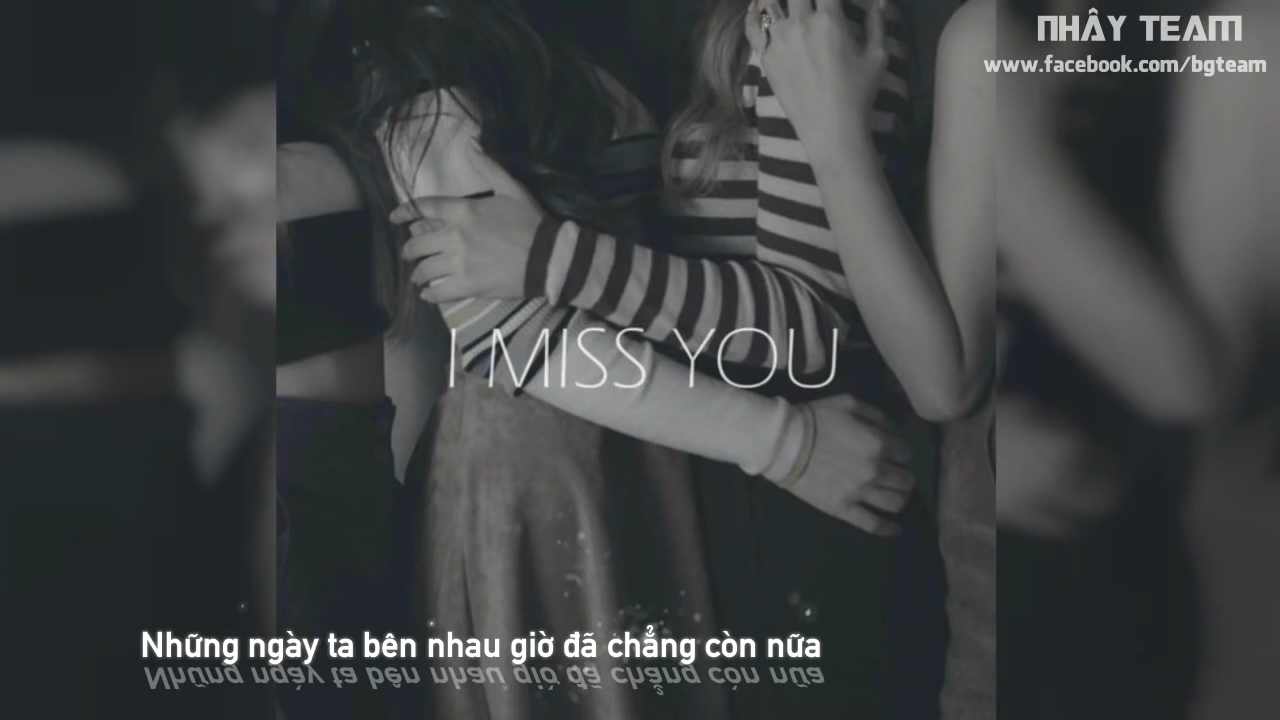 NHÂY TEAM
www.facebook.com/bgteam
I MISS YOU
Những ngày ta bên nhau giờ đã chẳng còn nữa